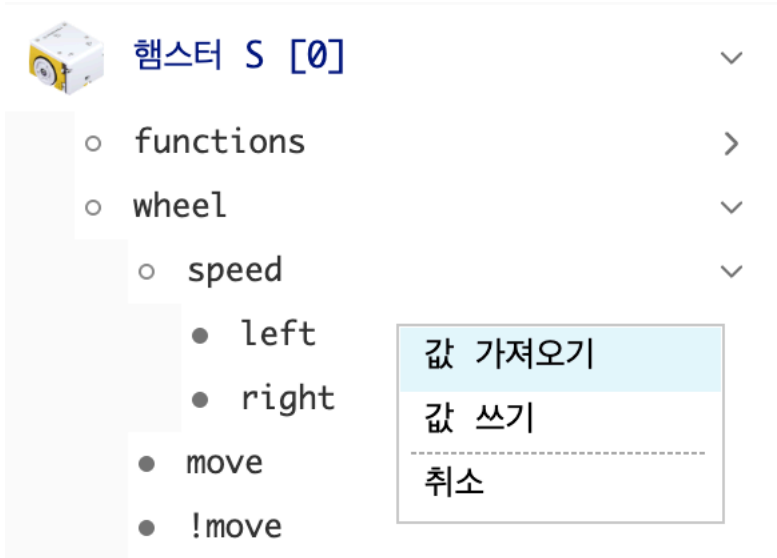 햄스터 S [0]
functions
wheel
speed
left
right
move
!move
값 가져오기
값 쓰기
취소